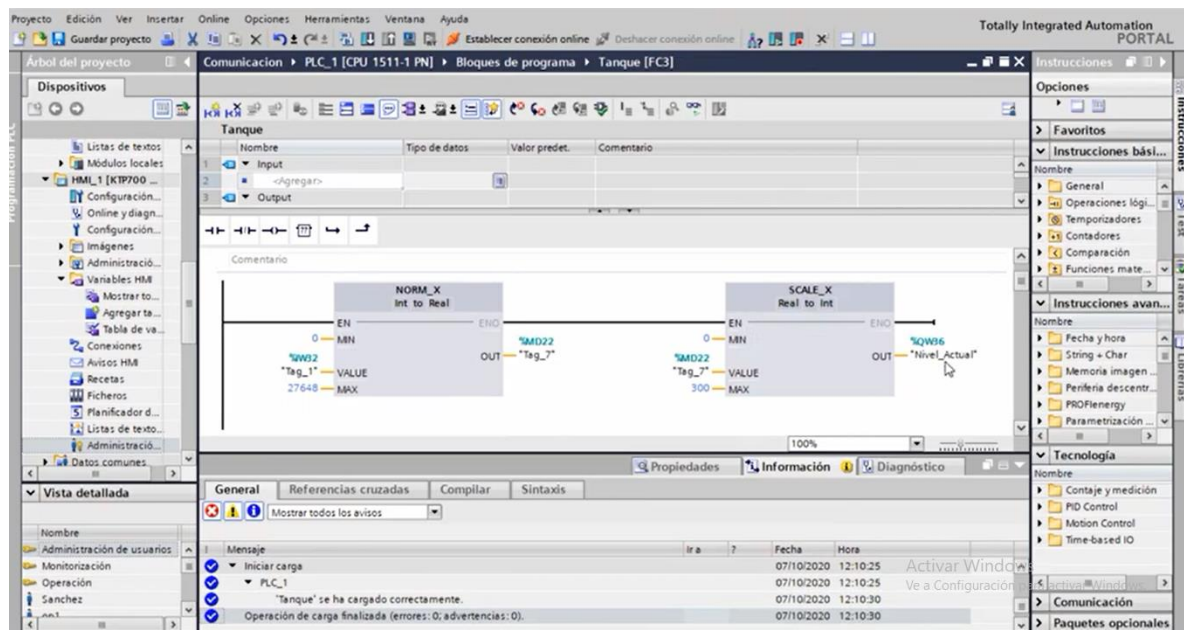 Proyecto Edición Ver Insertar Online Opciones Herramientas Ventana Ayuda
Totally Integrated Automation
PORTAL
Guardar proyecto
Establecer conexión online
Deshacer conexión online
Árbol del proyecto
Comunicacion PLC_1 [CPU 1511-1 PN] Bloques de programa Tanque [FC3]
Instrucciones
Dispositivos
Opciones
Listas de textos
Módulos locales
HMI_1 [KTP700 ...
Configuración...
Online y diagn...
Configuración...
Imágenes
Administració...
Variables HMI
Mostrar to...
Agregar ta...
Tabla de va...
Conexiones
Avisos HMI
Recetas
Ficheros
Planificador d...
Listas de texto...
Administració...
Datos comunes
Vista detallada
Nombre
Administración de usuarios
Monitorización
Operación
Sanchez
Tanque
Nombre Tipo de datos Valor predet. Comentario
1 Input
2 <Agregar>
3 Output
Comentario
NORM_X
Int to Real
EN ENO
0 MIN
%IW32
"Tag_1" VALUE
27648 MAX
OUT
%MD22
"Tag_7"
SCALE_X
Real to Int
EN ENO
0 MIN
%MD22
"Tag_7" VALUE
300 MAX
OUT
%QW36
"Nivel_Actual"
100%
Propiedades Información Diagnóstico
General Referencias cruzadas Compilar Sintaxis
Mostrar todos los avisos
! Mensaje Ir a ? Fecha Hora
Iniciar carga 07/10/2020 12:10:25
PLC_1 07/10/2020 12:10:25
'Tanque' se ha cargado correctamente. 07/10/2020 12:10:30
Operación de carga finalizada (errores: 0; advertencias: 0). 07/10/2020 12:10:30
Favoritos
Instrucciones bási...
Nombre
General
Operaciones lógi...
Temporizadores
Contadores
Comparación
Funciones mate...
Instrucciones avan...
Nombre
Fecha y hora
String + Char
Memoria imagen ...
Periferia descentr...
PROFIenergy
Parametrización ...
Tecnología
Nombre
Contaje y medición
PID Control
Motion Control
Time-based IO
Comunicación
Paquetes opcionales
Instrucciones
Test
Tareas
Librerías
Activar Windows